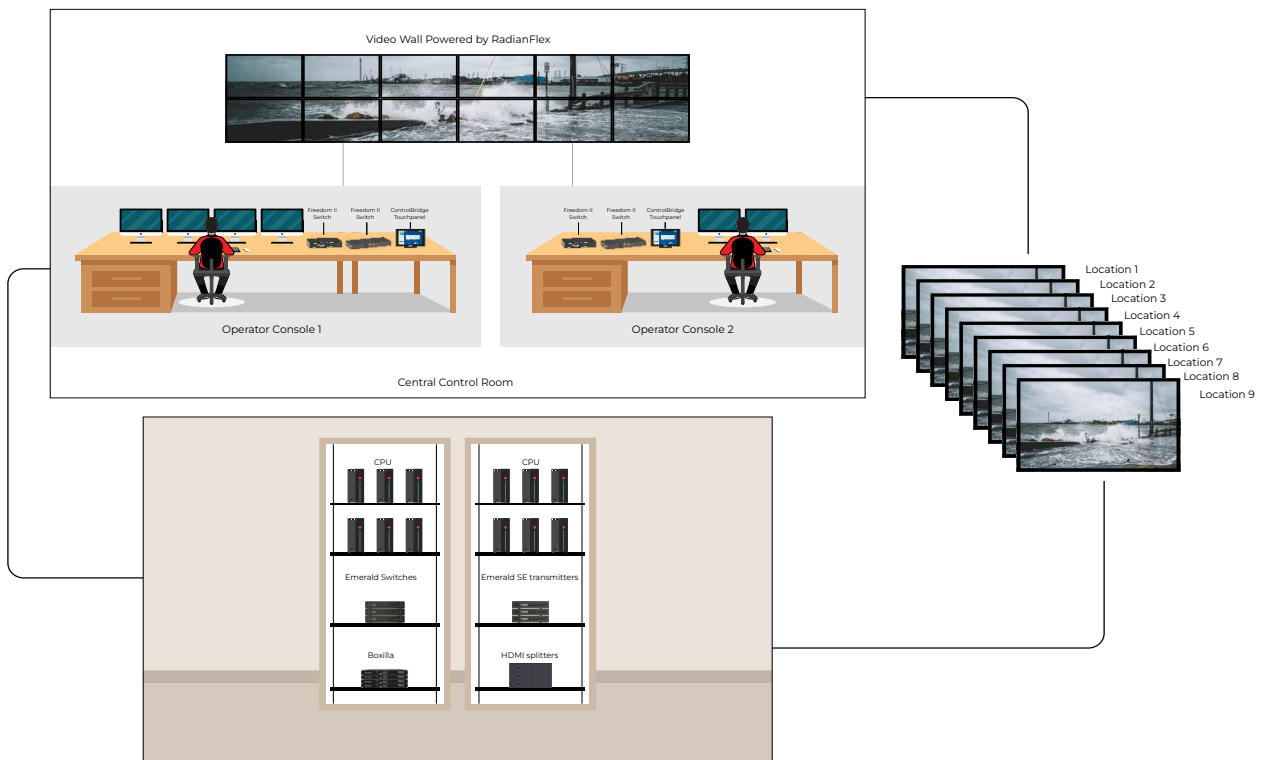 Video Wall Powered by RadianFlex
Freedom II
Switch
Freedom II
Switch
ControlBridge
Touchpanel
Freedom II
Switch
Freedom II
Switch
ControlBridge
Touchpanel
Operator Console 1
Operator Console 2
Central Control Room
Location 1
Location 2
Location 3
Location 4
Location 5
Location 6
Location 7
Location 8
Location 9
CPU
CPU
Emerald Switches
Emerald SE transmitters
Boxilla
HDMI splitters